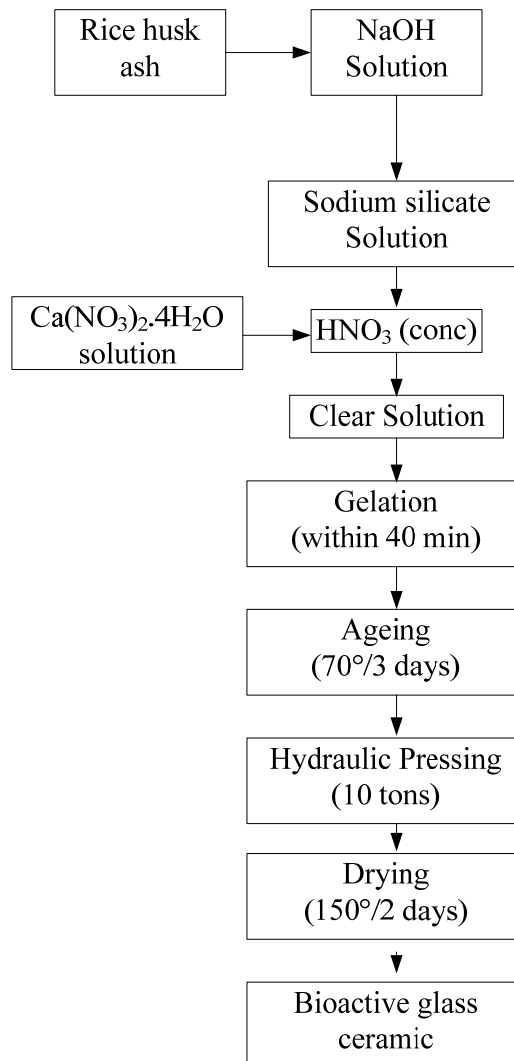 Rice husk
ash
NaOH
Solution
Sodium silicate
Solution
Ca(NO₃)₂.4H₂O
solution
HNO₃ (conc)
Clear Solution
Gelation
(within 40 min)
Ageing
(70°/3 days)
Hydraulic Pressing
(10 tons)
Drying
(150°/2 days)
Bioactive glass
ceramic